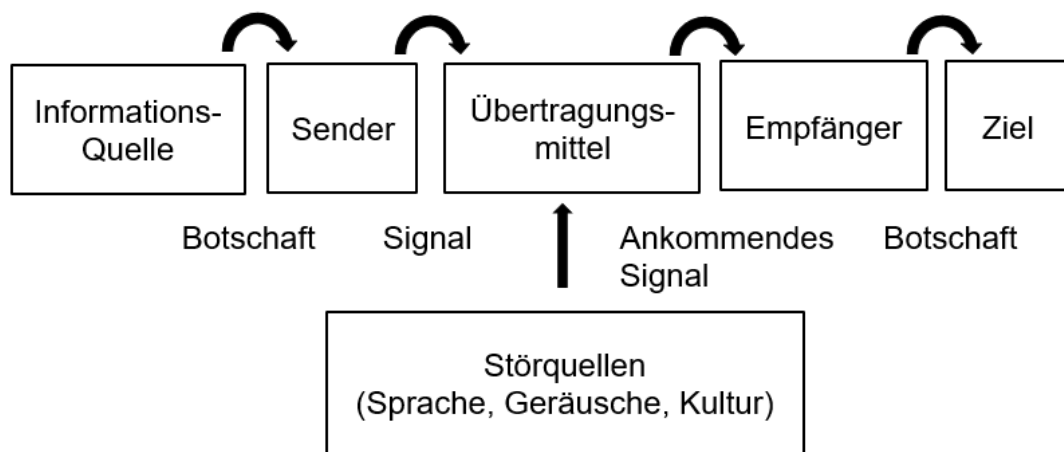 Informations-
Quelle
Sender
Übertragungs-
mittel
Empfänger
Ziel
Botschaft
Signal
Ankommendes
Signal
Botschaft
Störquellen
(Sprache, Geräusche, Kultur)